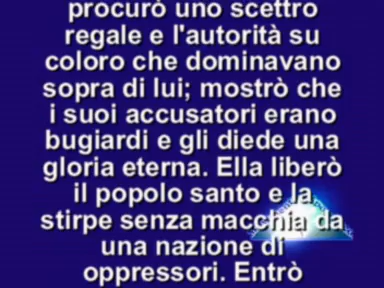 procurò uno scettro
regale e l'autorità su
coloro che dominavano
sopra di lui; mostrò che
i suoi accusatori erano
bugiardi e gli diede una
gloria eterna. Ella liberò
il popolo santo e la
stirpe senza macchia da
una nazione di
oppressori. Entrò